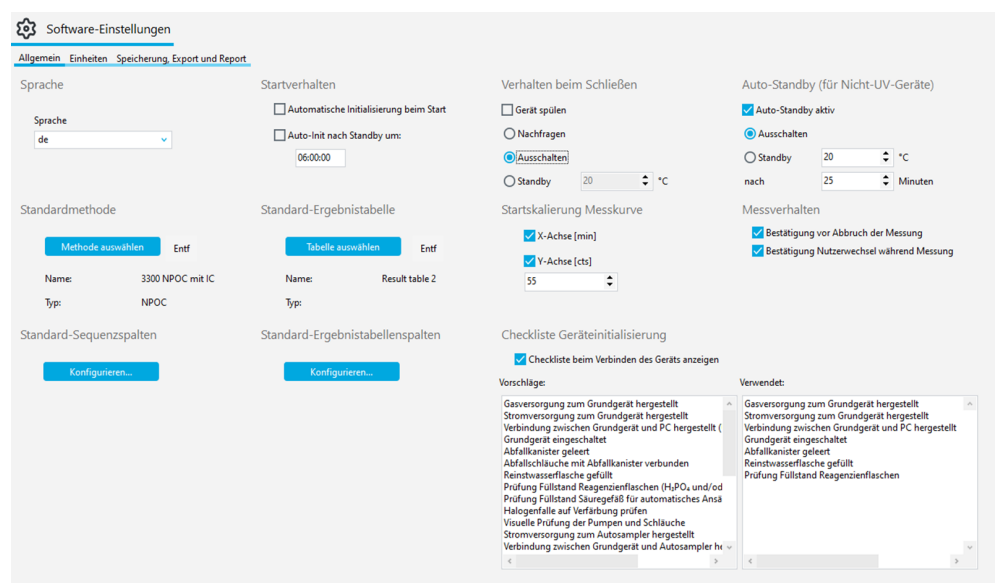 Software-Einstellungen
Allgemein Einheiten Speicherung, Export und Report
Sprache
Sprache
de
Startverhalten
Automatische Initialisierung beim Start
Auto-Init nach Standby um:
06:00:00
Verhalten beim Schließen
Gerät spülen
Nachfragen
Ausschalten
Standby 20 °C
Auto-Standby (für Nicht-UV-Geräte)
Auto-Standby aktiv
Ausschalten
Standby 20 °C
nach 25 Minuten
Standardmethode
Methode auswählen Entf
Name: 3300 NPOC mit IC
Typ: NPOC
Standard-Ergebnistabelle
Tabelle auswählen Entf
Name: Result table 2
Typ:
Startskalierung Messkurve
X-Achse [min]
Y-Achse [cts]
55
Messverhalten
Bestätigung vor Abbruch der Messung
Bestätigung Nutzerwechsel während Messung
Standard-Sequenzspalten
Konfigurieren...
Standard-Ergebnistabellenspalten
Konfigurieren...
Checkliste Geräteinitialisierung
Checkliste beim Verbinden des Geräts anzeigen
Vorschläge:
Gasversorgung zum Grundgerät hergestellt
Stromversorgung zum Grundgerät hergestellt
Verbindung zwischen Grundgerät und PC hergestellt (
Grundgerät eingeschaltet
Abfallkanister geleert
Abfallschläuche mit Abfallkanister verbunden
Reinstwasserflasche gefüllt
Prüfung Füllstand Reagenzienflaschen (H₃PO₄ und/od
Prüfung Füllstand Säuregefäß für automatisches Ansä
Halogenfalle auf Verfärbung prüfen
Visuelle Prüfung der Pumpen und Schläuche
Stromversorgung zum Autosampler hergestellt
Verbindung zwischen Grundgerät und Autosampler he
Verwendet:
Gasversorgung zum Grundgerät hergestellt
Stromversorgung zum Grundgerät hergestellt
Verbindung zwischen Grundgerät und PC hergestellt
Grundgerät eingeschaltet
Abfallkanister geleert
Reinstwasserflasche gefüllt
Prüfung Füllstand Reagenzienflaschen